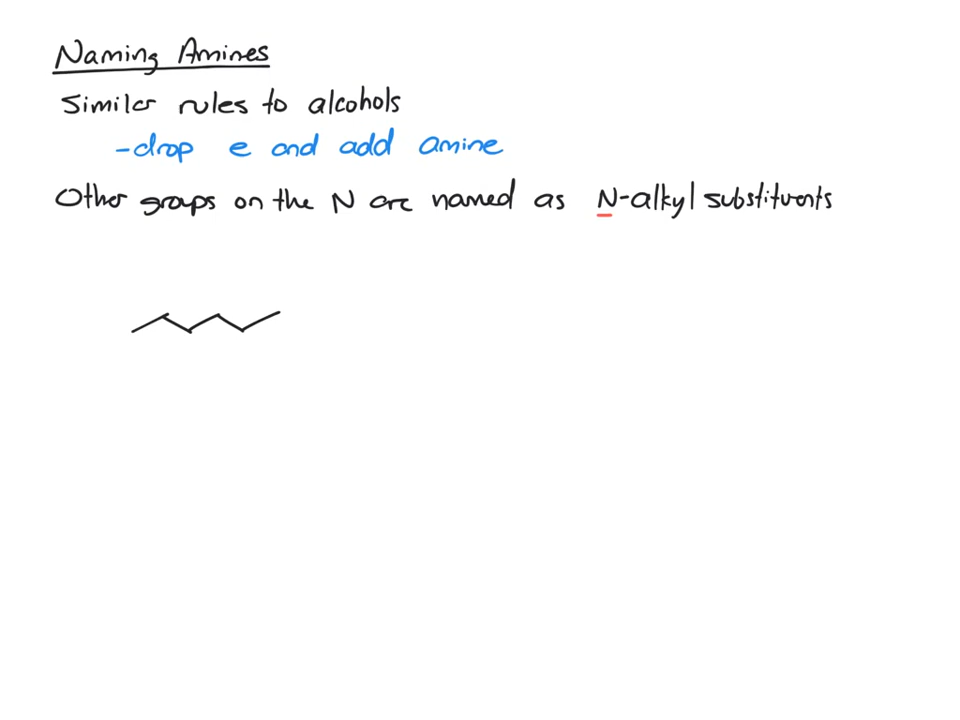 Naming Amines
Similar rules to alcohols
-drop e and add amine
Other groups on the N are named as N-alkyl substituents